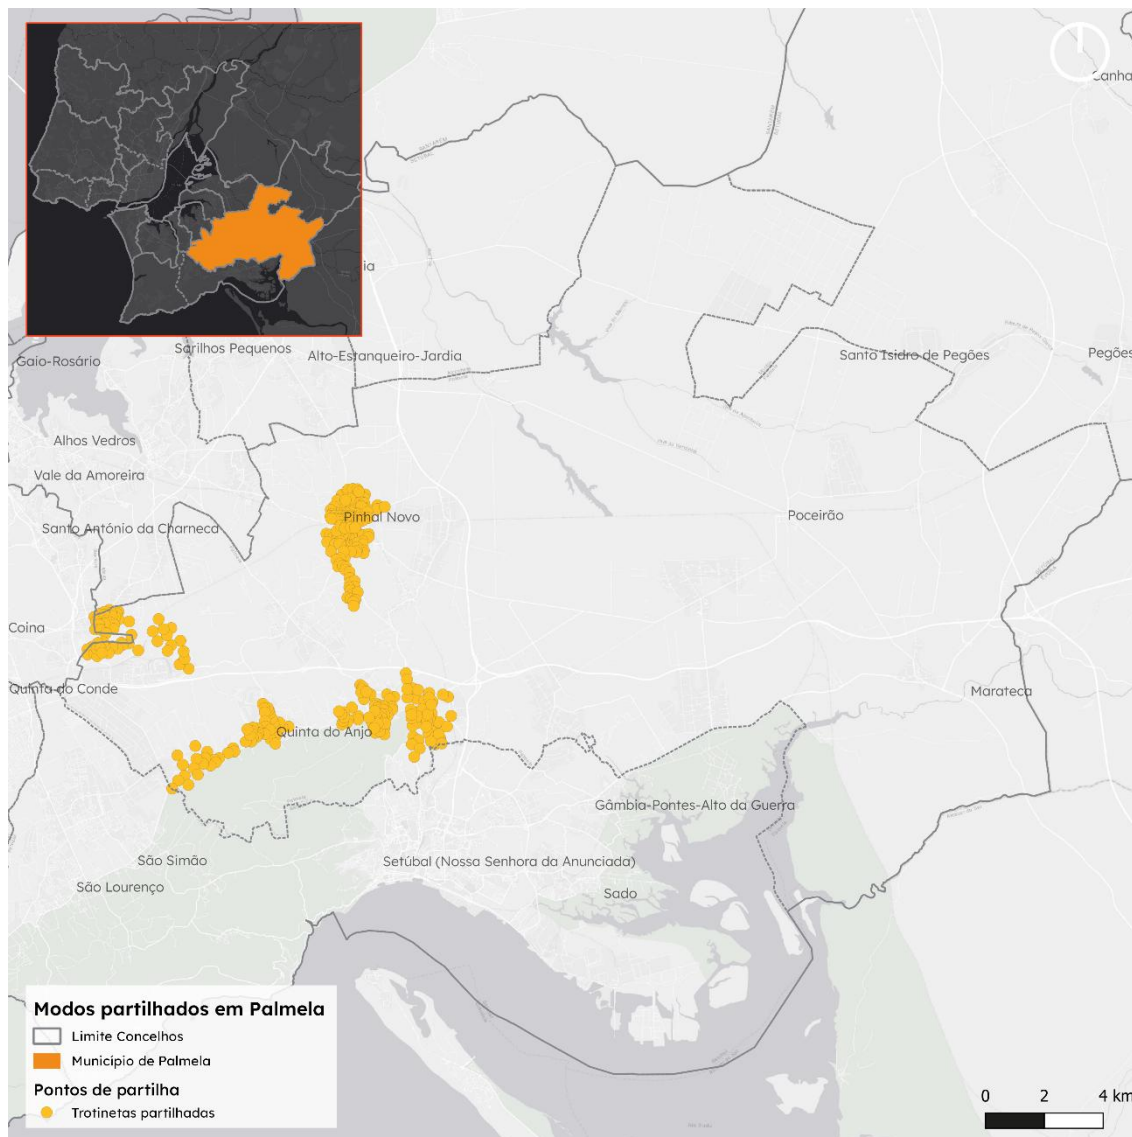 Canha
ia
Sarilhos Pequenos
Alto-Estanqueiro-Jardia
Gaio-Rosário
Santo Isidro de Pegões
Pegões
Alhos Vedros
Vale da Amoreira
Santo António da Charneca
Pinhal Novo
Poceirão
Coina
Quinta do Conde
Marateca
Quinta do Anjo
Gâmbia-Pontes-Alto da Guerra
São Simão
Setúbal (Nossa Senhora da Anunciada)
São Lourenço
Sado
Modos partilhados em Palmela
Limite Concelhos
Município de Palmela
Pontos de partilha
Trotinetas partilhadas
0 2 4 km